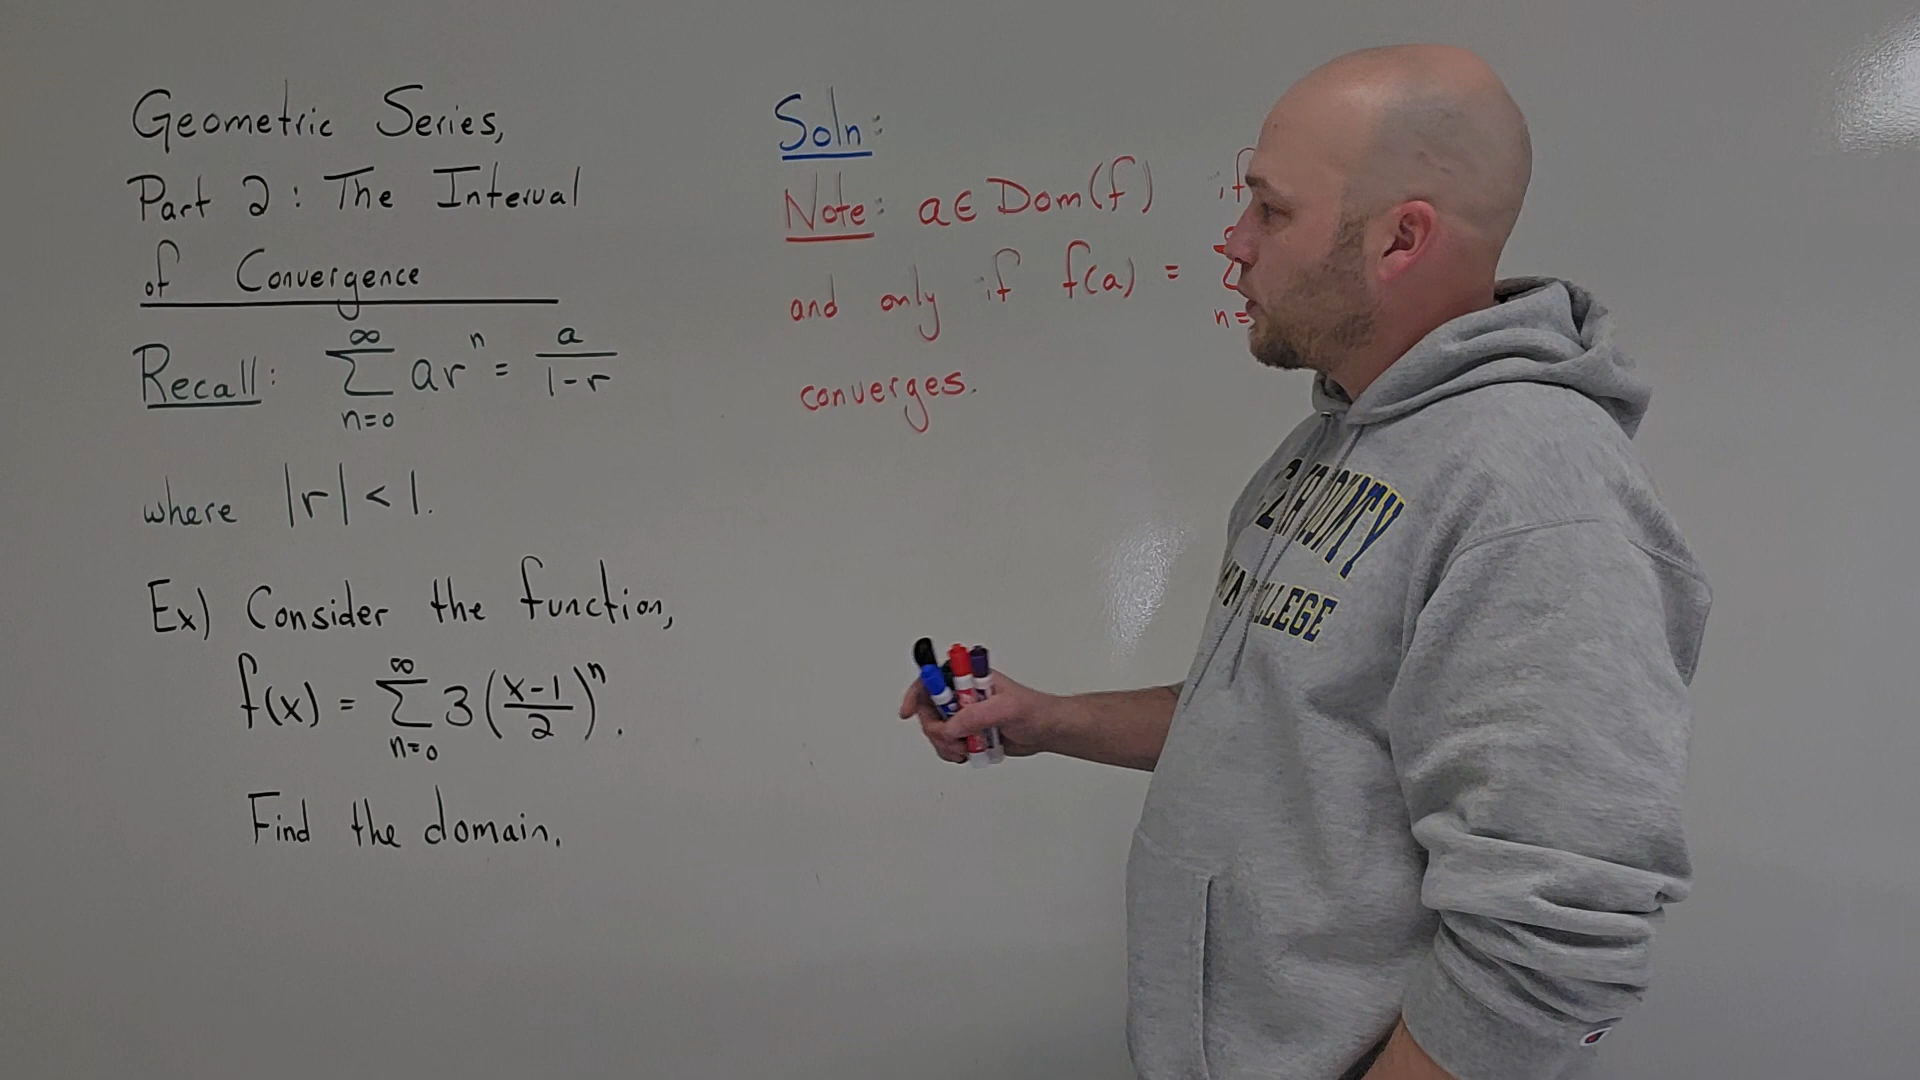 Geometric Series,
Part 2: The Interval
of Convergence
Recall: ∞∑n=0 ar^n = a/(1-r)
where |r| < 1.
Ex) Consider the function,
f(x) = ∞∑n=0 3((x-1)/2)^n.
Find the domain.
Soln:
Note: a ∈ Dom(f) if
and only if f(a) = ∑ n=
converges.